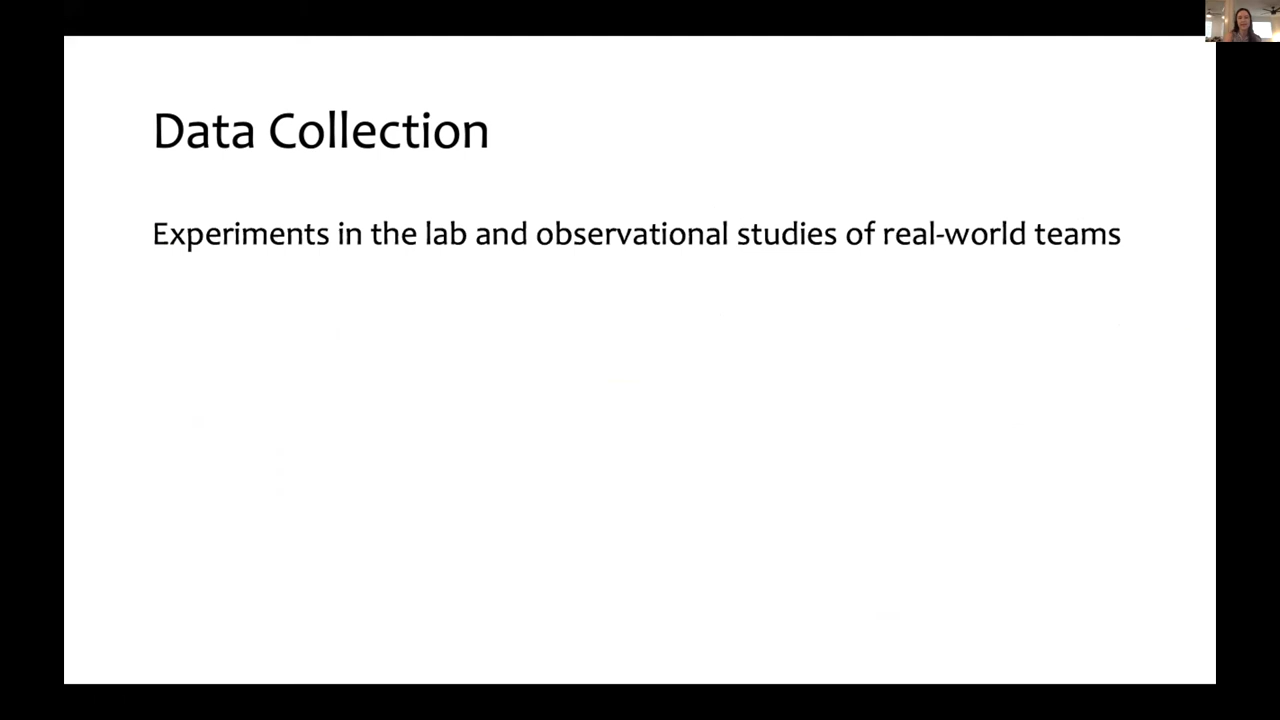 Data Collection
Experiments in the lab and observational studies of real-world teams